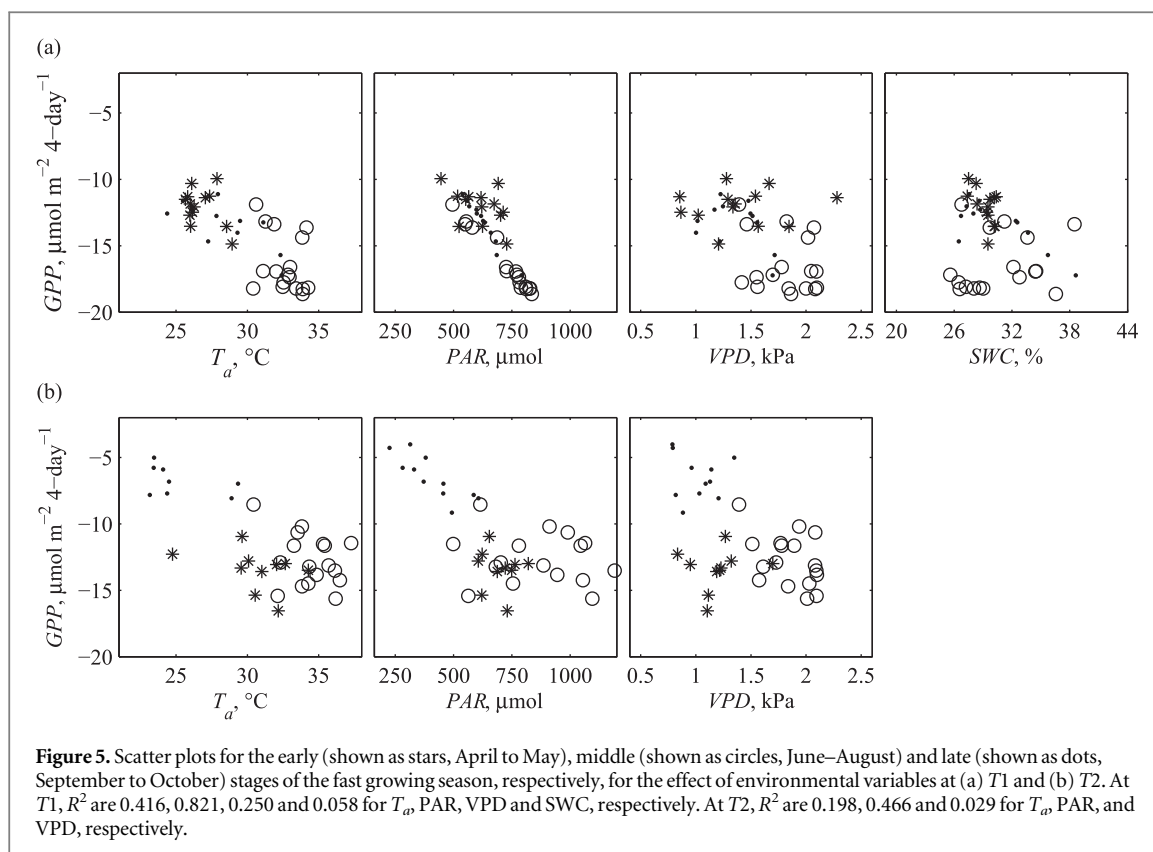 (a)
GPP, μmol m⁻² 4–day⁻¹
−5
−10
−15
−20
25 30 35
250 500 750 1000
0.5 1 1.5 2 2.5
20 26 32 38 44
Tₐ, °C
PAR, μmol
VPD, kPa
SWC, %
(b)
GPP, μmol m⁻² 4–day⁻¹
−5
−10
−15
−20
25 30 35
250 500 750 1000
0.5 1 1.5 2 2.5
Tₐ, °C
PAR, μmol
VPD, kPa
Figure 5. Scatter plots for the early (shown as stars, April to May), middle (shown as circles, June–August) and late (shown as dots,
September to October) stages of the fast growing season, respectively, for the effect of environmental variables at (a) T1 and (b) T2. At
T1, R² are 0.416, 0.821, 0.250 and 0.058 for Tₐ, PAR, VPD and SWC, respectively. At T2, R² are 0.198, 0.466 and 0.029 for Tₐ, PAR, and
VPD, respectively.